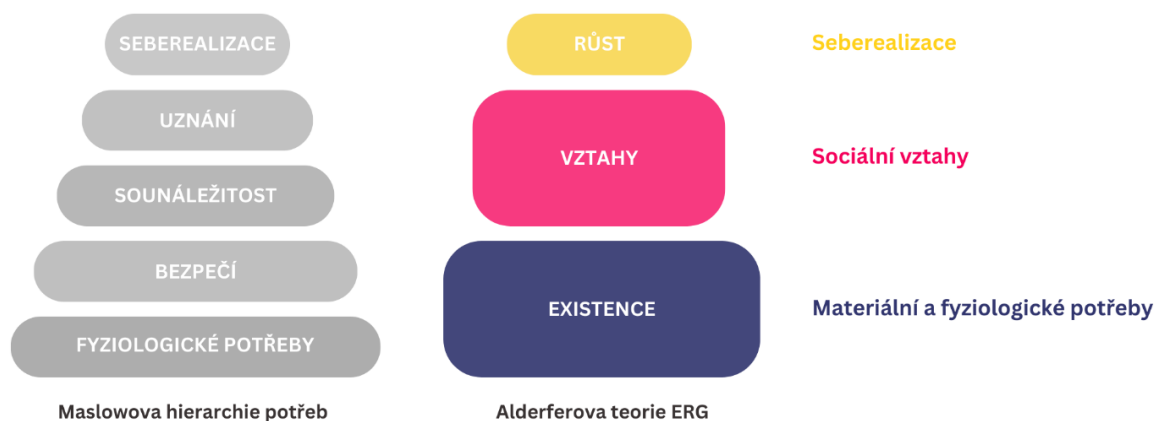 SEBEREALIZACE
UZNÁNÍ
SOUNÁLEŽITOST
BEZPEČÍ
FYZIOLOGICKÉ POTŘEBY
Maslowova hierarchie potřeb
RŮST
VZTAHY
EXISTENCE
Alderferova teorie ERG
Seberealizace
Sociální vztahy
Materiální a fyziologické potřeby